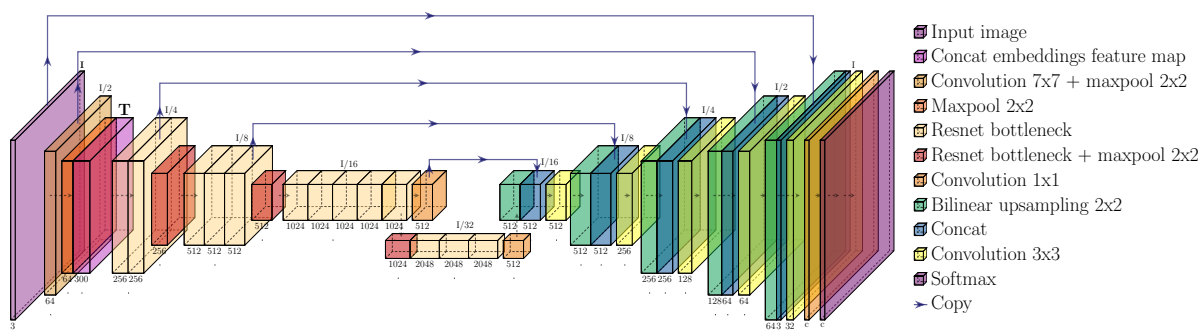 I
I/2
T
I/4
I/8
I/16
I/32
I/16
I/8
I/4
I/2
I
3
64
64 300
256 256
256
512 512 512
512
1024 1024 1024 1024 1024
512
1024 2048 2048 2048
512
512 512 512
512 512
256
256 256
128
128 64
64
64 3 32 c c
Input image
Concat embeddings feature map
Convolution 7x7 + maxpool 2x2
Maxpool 2x2
Resnet bottleneck
Resnet bottleneck + maxpool 2x2
Convolution 1x1
Bilinear upsampling 2x2
Concat
Convolution 3x3
Softmax
Copy